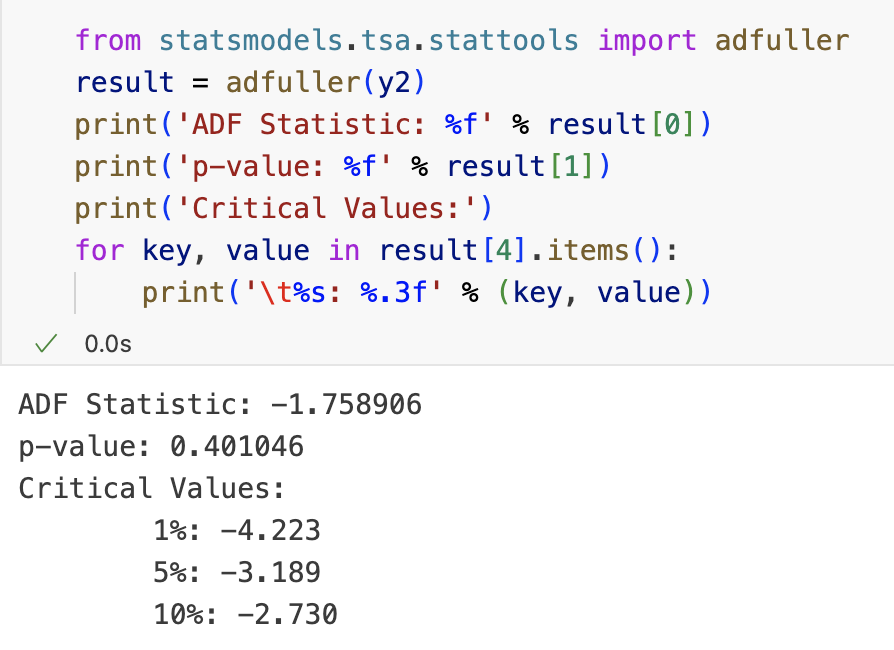 from statsmodels.tsa.stattools import adfuller
result = adfuller(y2)
print('ADF Statistic: %f' % result[0])
print('p-value: %f' % result[1])
print('Critical Values:')
for key, value in result[4].items():
    print('\t%s: %.3f' % (key, value))
✓ 0.0s
ADF Statistic: -1.758906
p-value: 0.401046
Critical Values:
	1%: -4.223
	5%: -3.189
	10%: -2.730